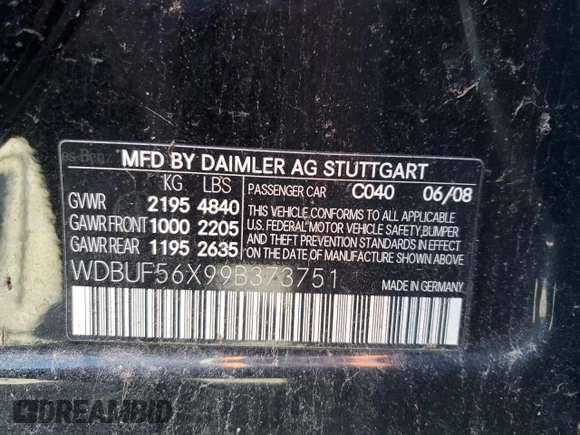 es-Benz
MFD BY DAIMLER AG STUTTGART
KG LBS PASSENGER CAR C040 06/08
GVWR 2195 4840
GAWR FRONT 1000 2205
GAWR REAR 1195 2635
THIS VEHICLE CONFORMS TO ALL APPLICABLE
U.S. FEDERAL MOTOR VEHICLE SAFETY,BUMPER
AND THEFT PREVENTION STANDARDS IN EFFECT
ON THE DATE OF MANUFACTURE SHOWN ABOVE.
WDBUF56X99B373751
MADE IN GERMANY
DREAMBID